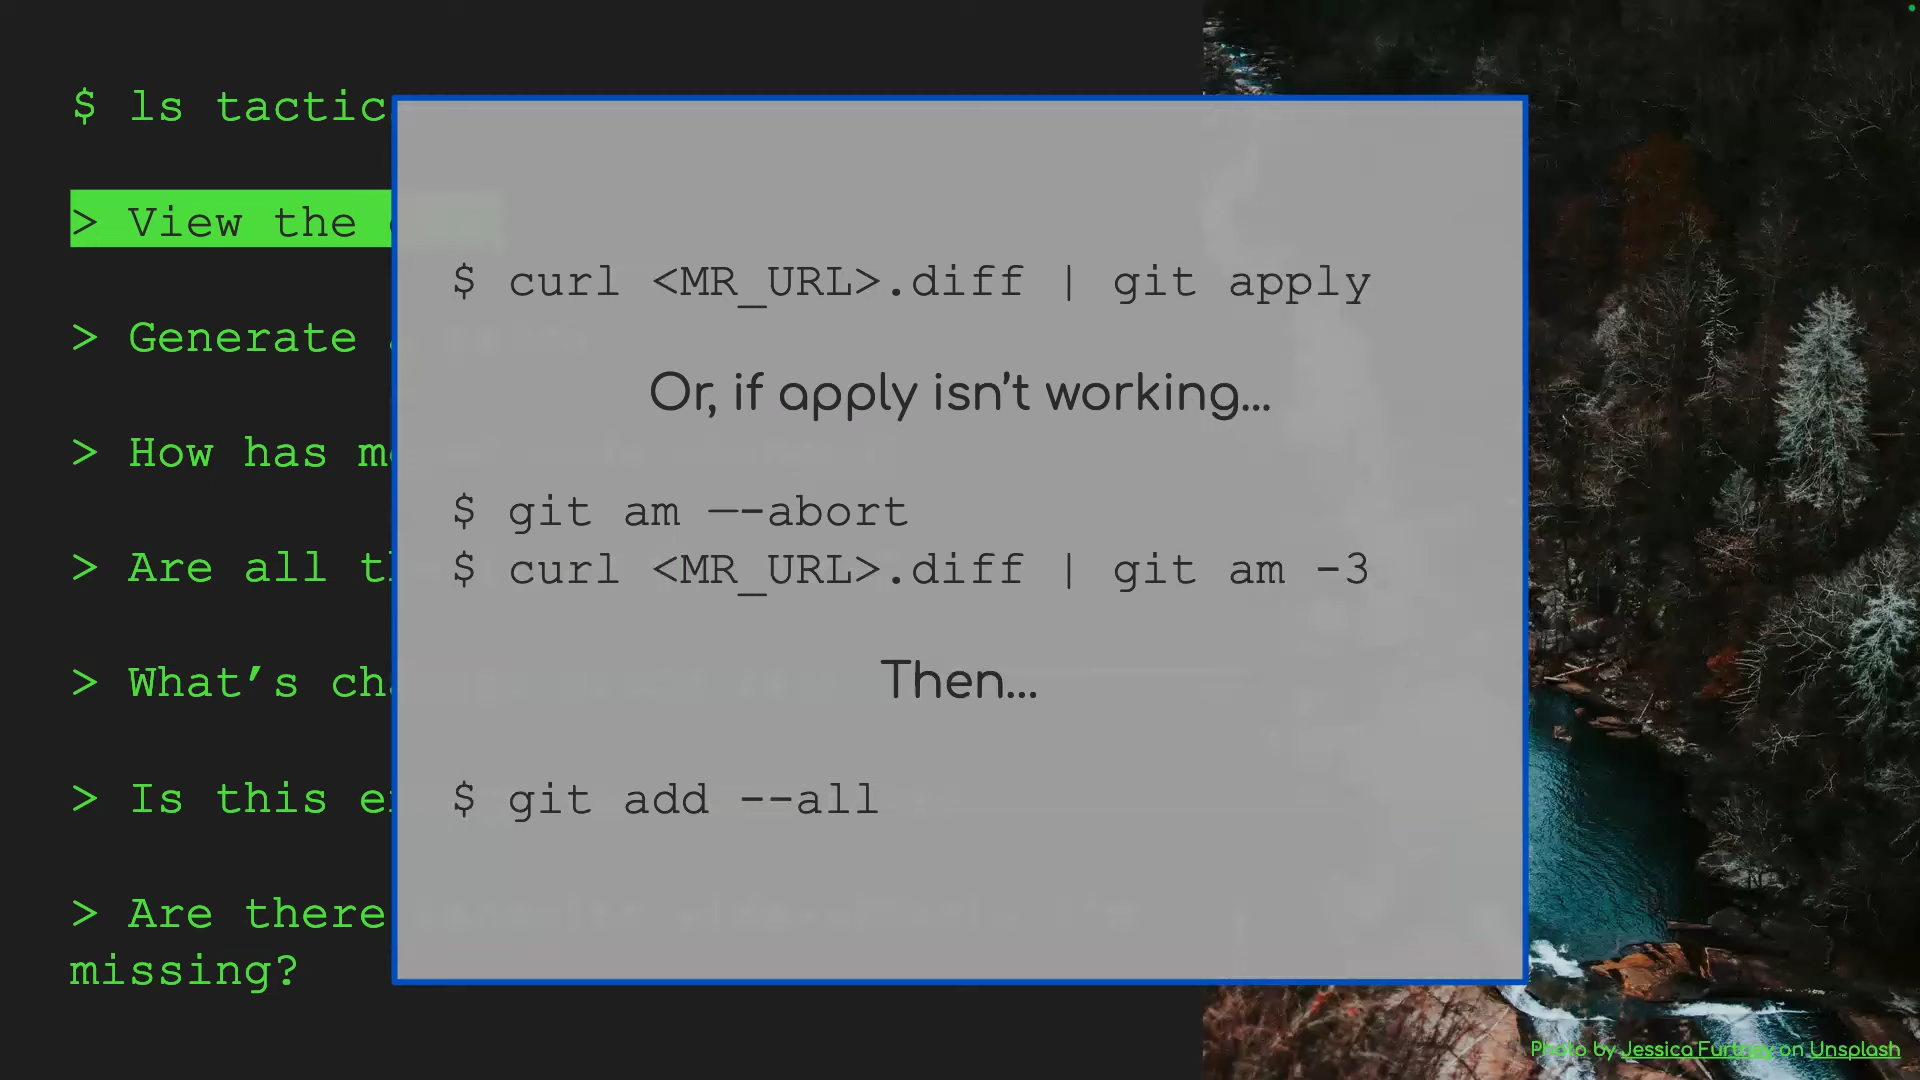 $ ls tactic
> View the
$ curl <MR_URL>.diff | git apply
> Generate
Or, if apply isn’t working...
> How has
$ git am —-abort
> Are all
$ curl <MR_URL>.diff | git am -3
> What’s
Then...
> Is this
$ git add --all
> Are there
missing?
Photo by Jessica Furtney on Unsplash